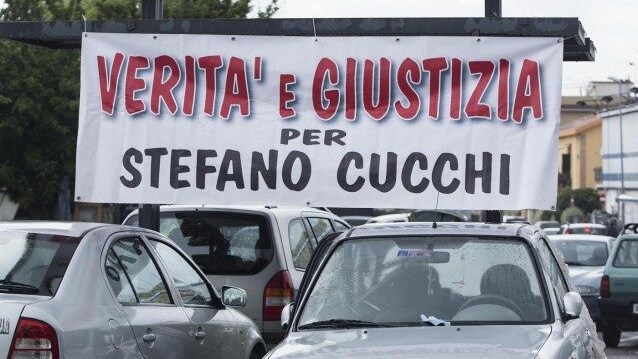 VERITA' E GIUSTIZIA
PER
STEFANO CUCCHI